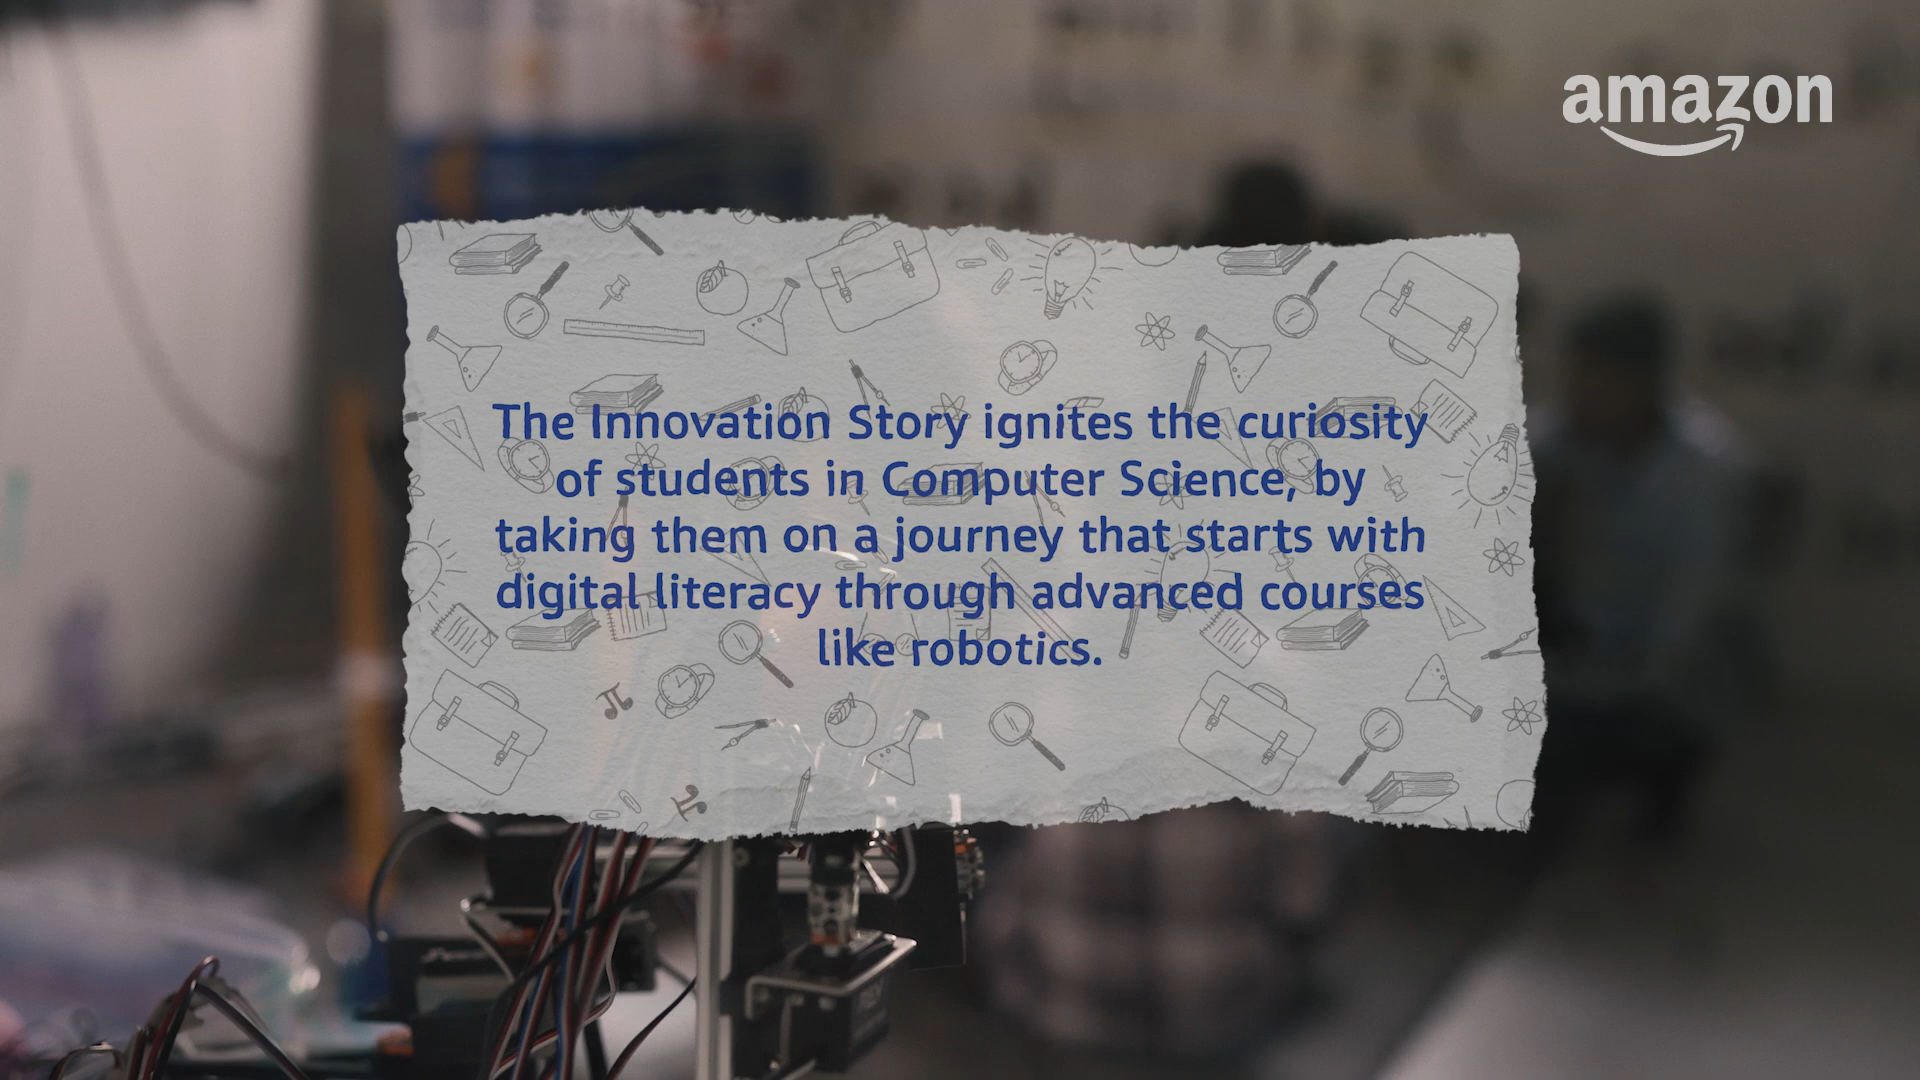 amazon
The Innovation Story ignites the curiosity
of students in Computer Science, by
taking them on a journey that starts with
digital literacy through advanced courses
like robotics.